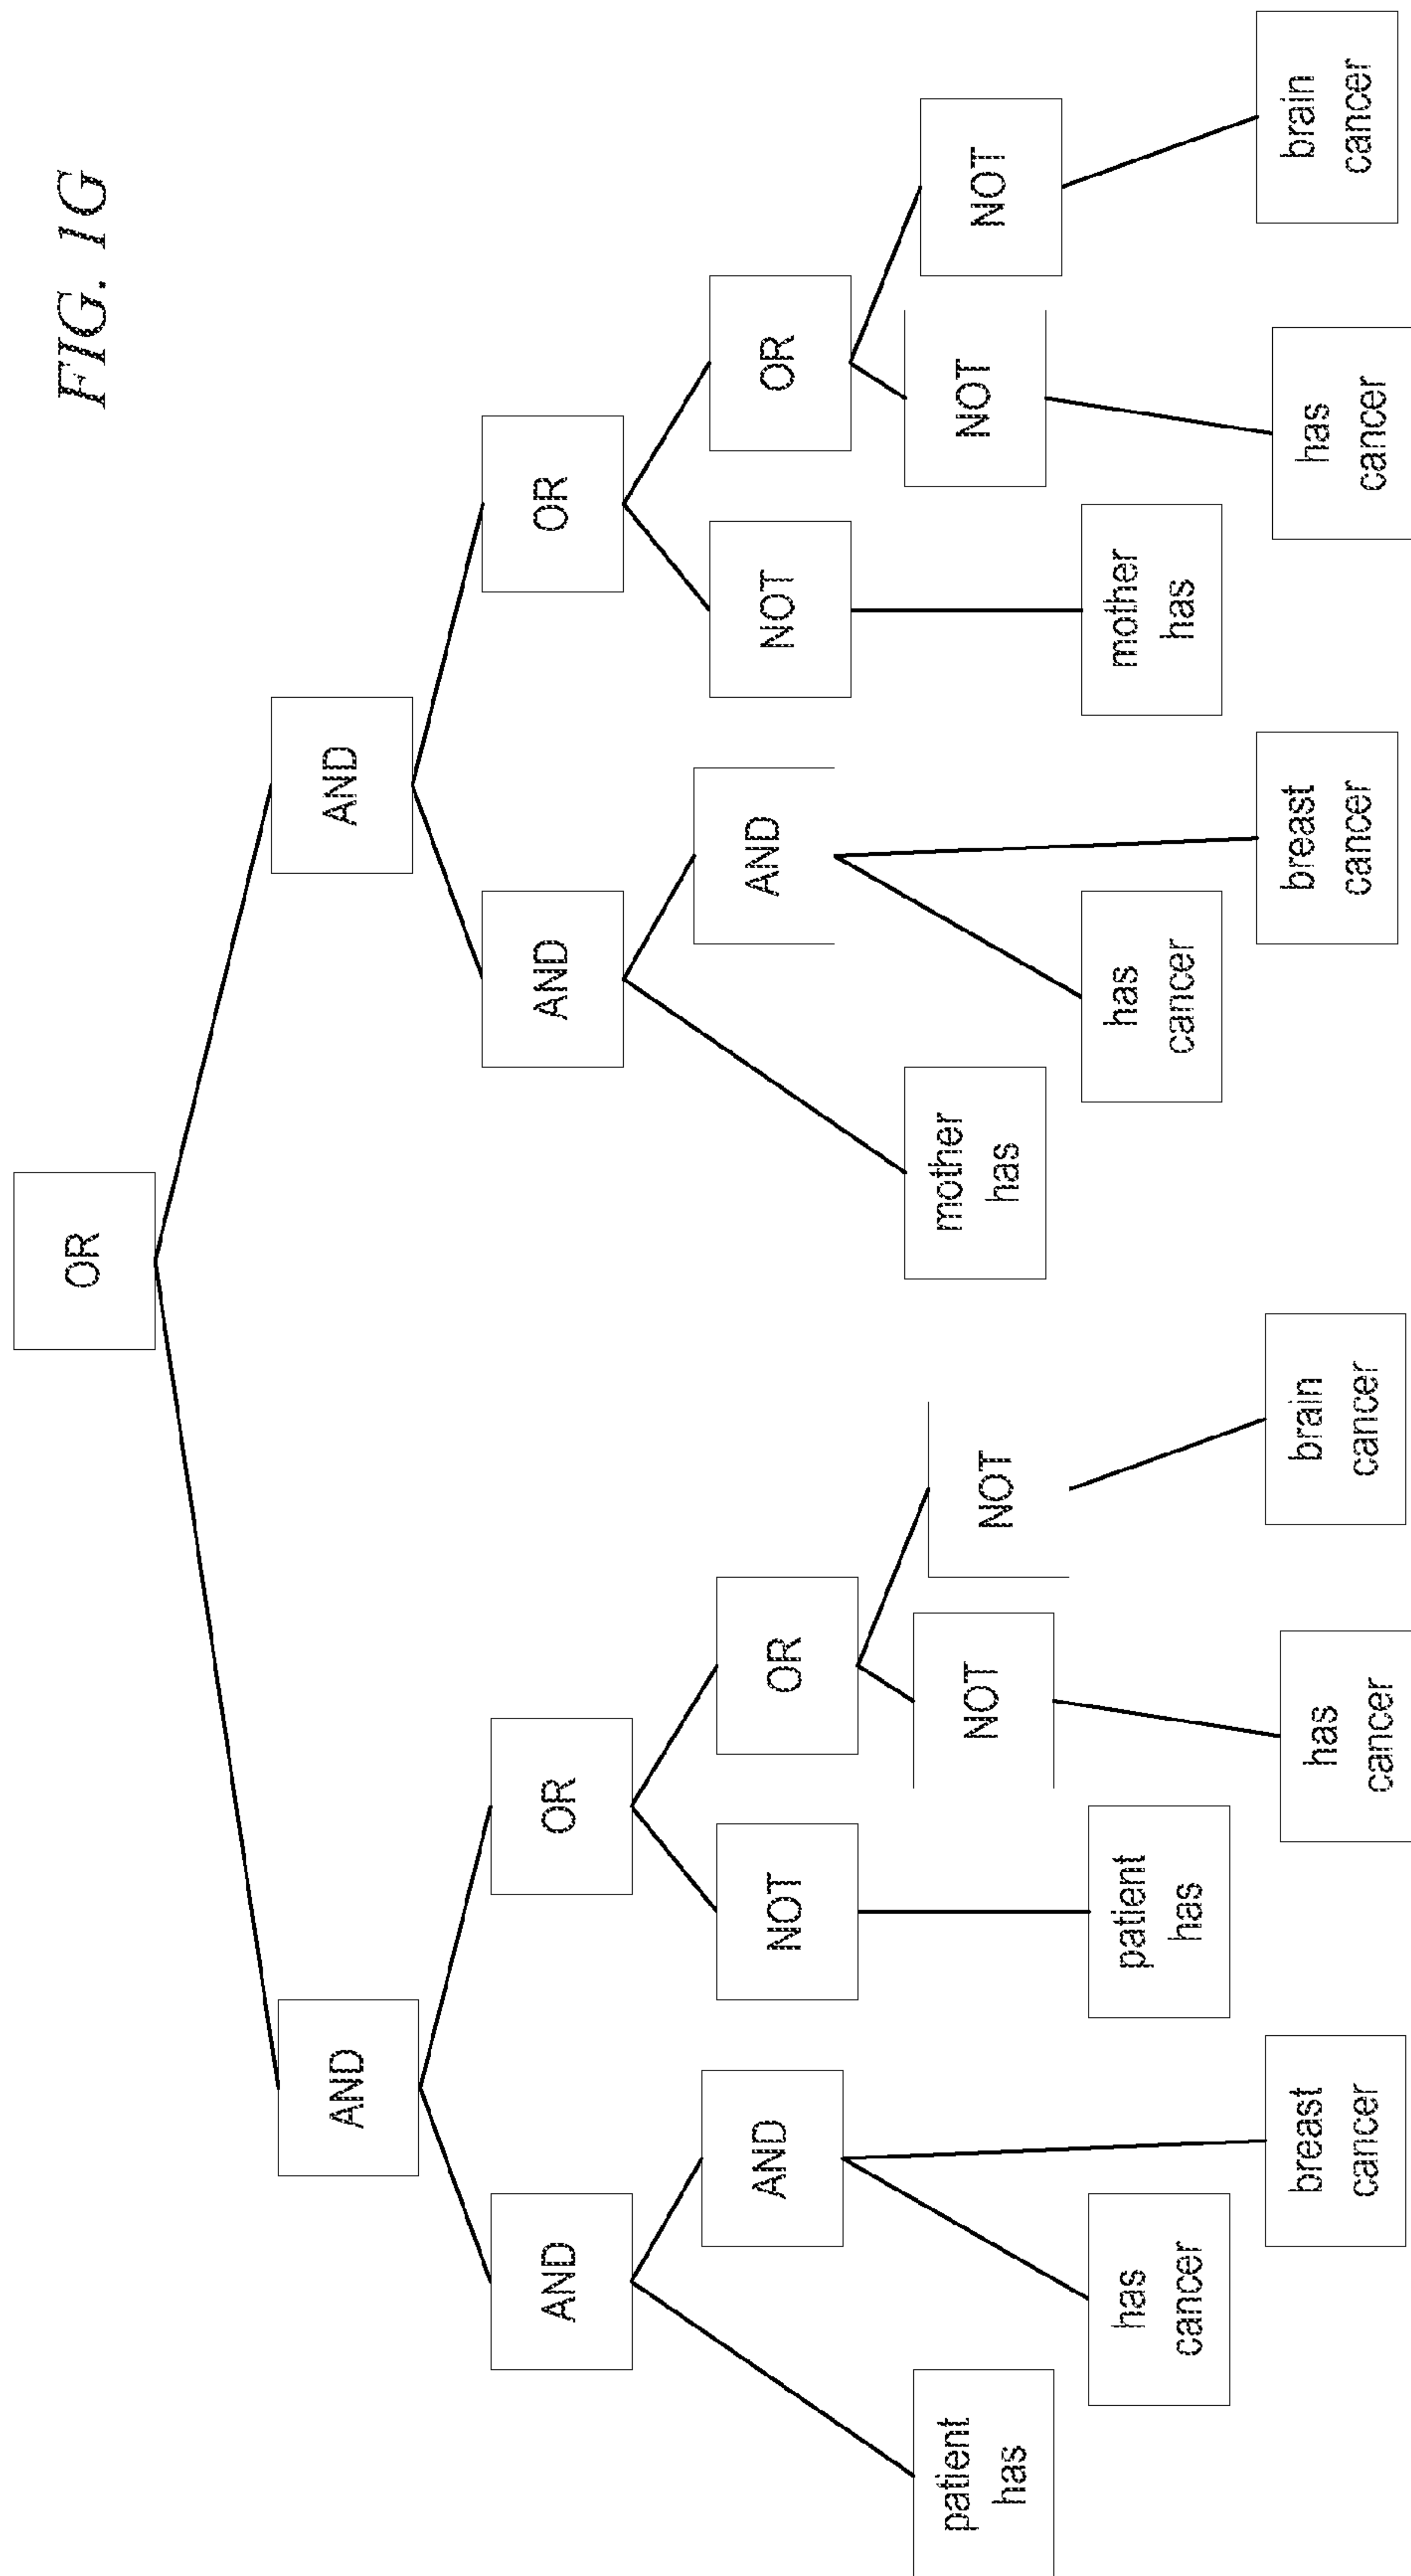 FIG. 1G
OR
AND
AND
AND
OR
AND
OR
patient
has
AND
NOT
OR
mother
has
AND
NOT
OR
has
cancer
breast
cancer
patient
has
NOT
NOT
has
cancer
breast
cancer
mother
has
NOT
NOT
has
cancer
brain
cancer
has
cancer
brain
cancer